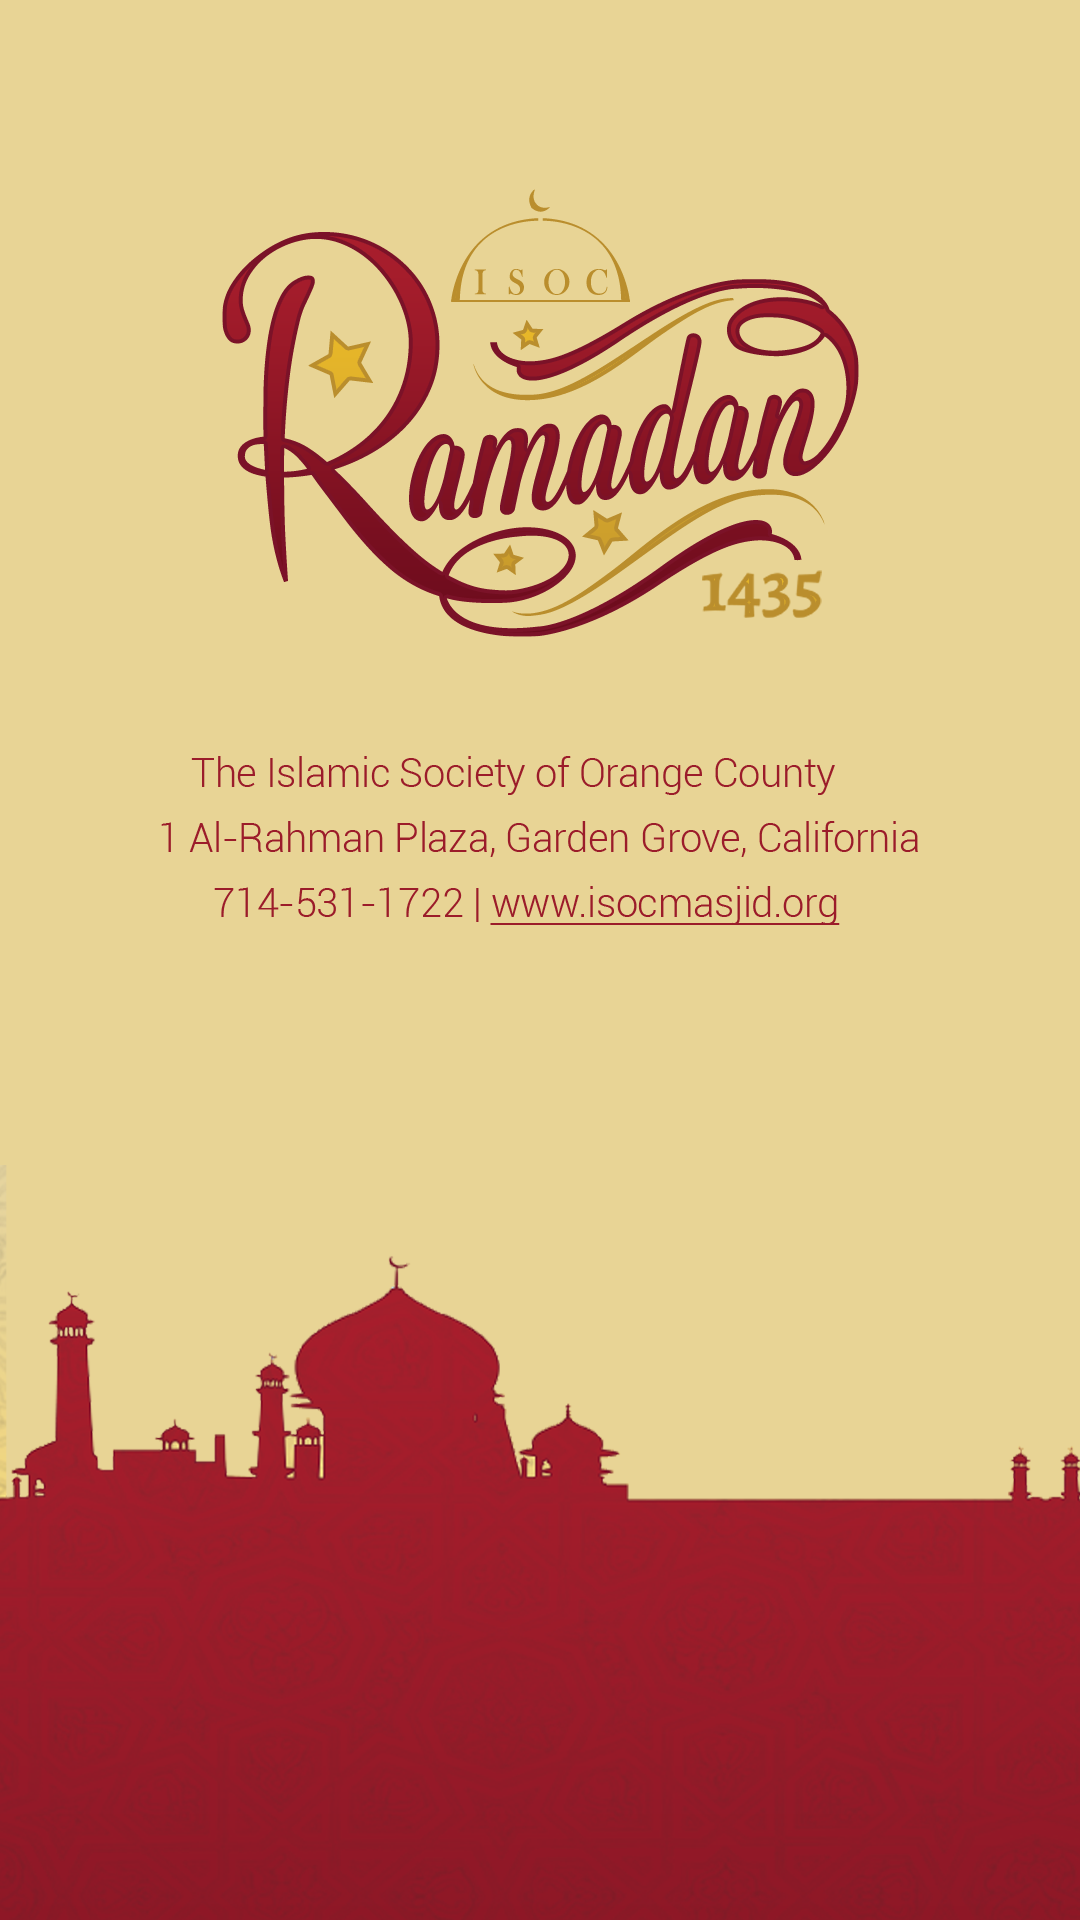 ISOC
Ramadan
1435
The Islamic Society of Orange County
1 Al-Rahman Plaza, Garden Grove, California
714-531-1722 | www.isocmasjid.org